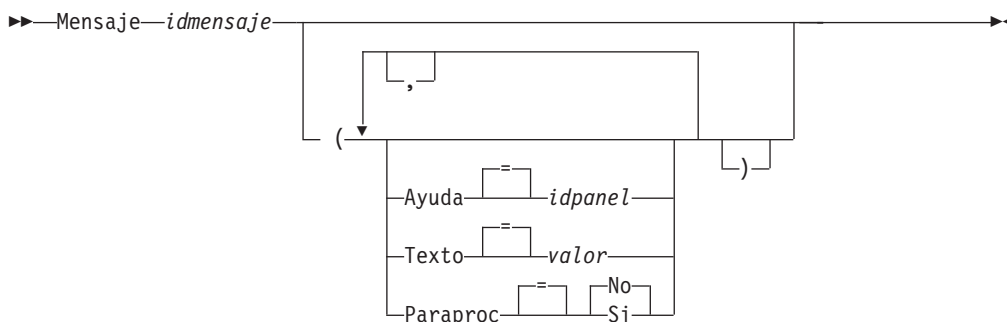 Mensaje idmensaje
,
(
)
=
Ayuda idpanel
=
Texto valor
= No
Paraproc Si